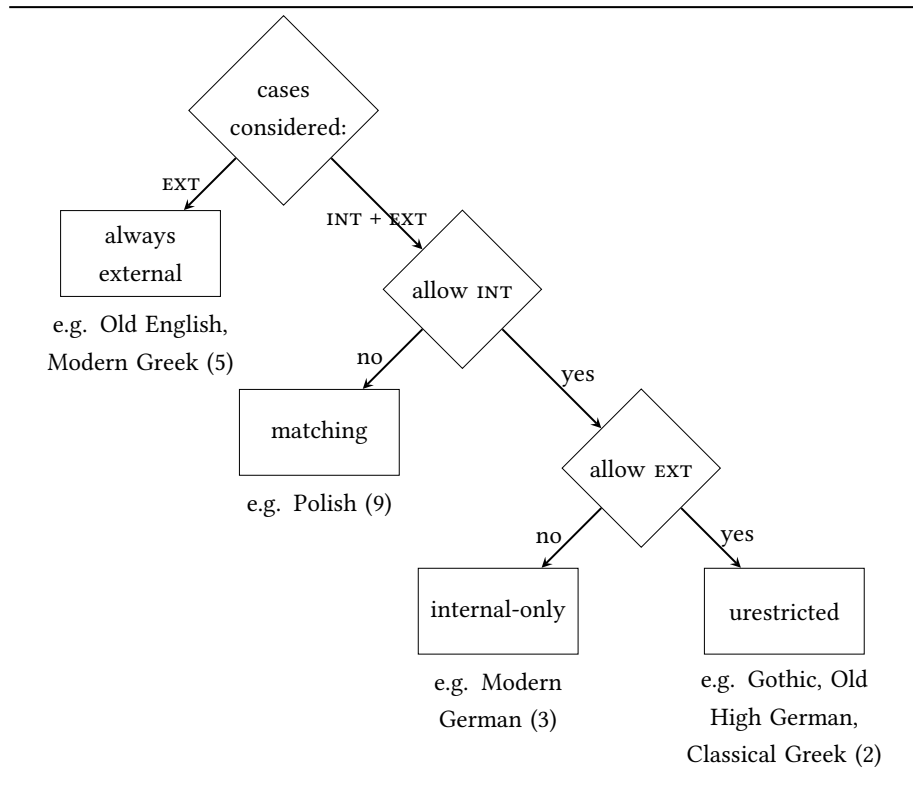 cases
considered:
EXT
INT + EXT
always
external
allow INT
e.g. Old English,
Modern Greek (5)
no
yes
matching
allow EXT
e.g. Polish (9)
no
yes
internal-only
urestricted
e.g. Modern
German (3)
e.g. Gothic, Old
High German,
Classical Greek (2)